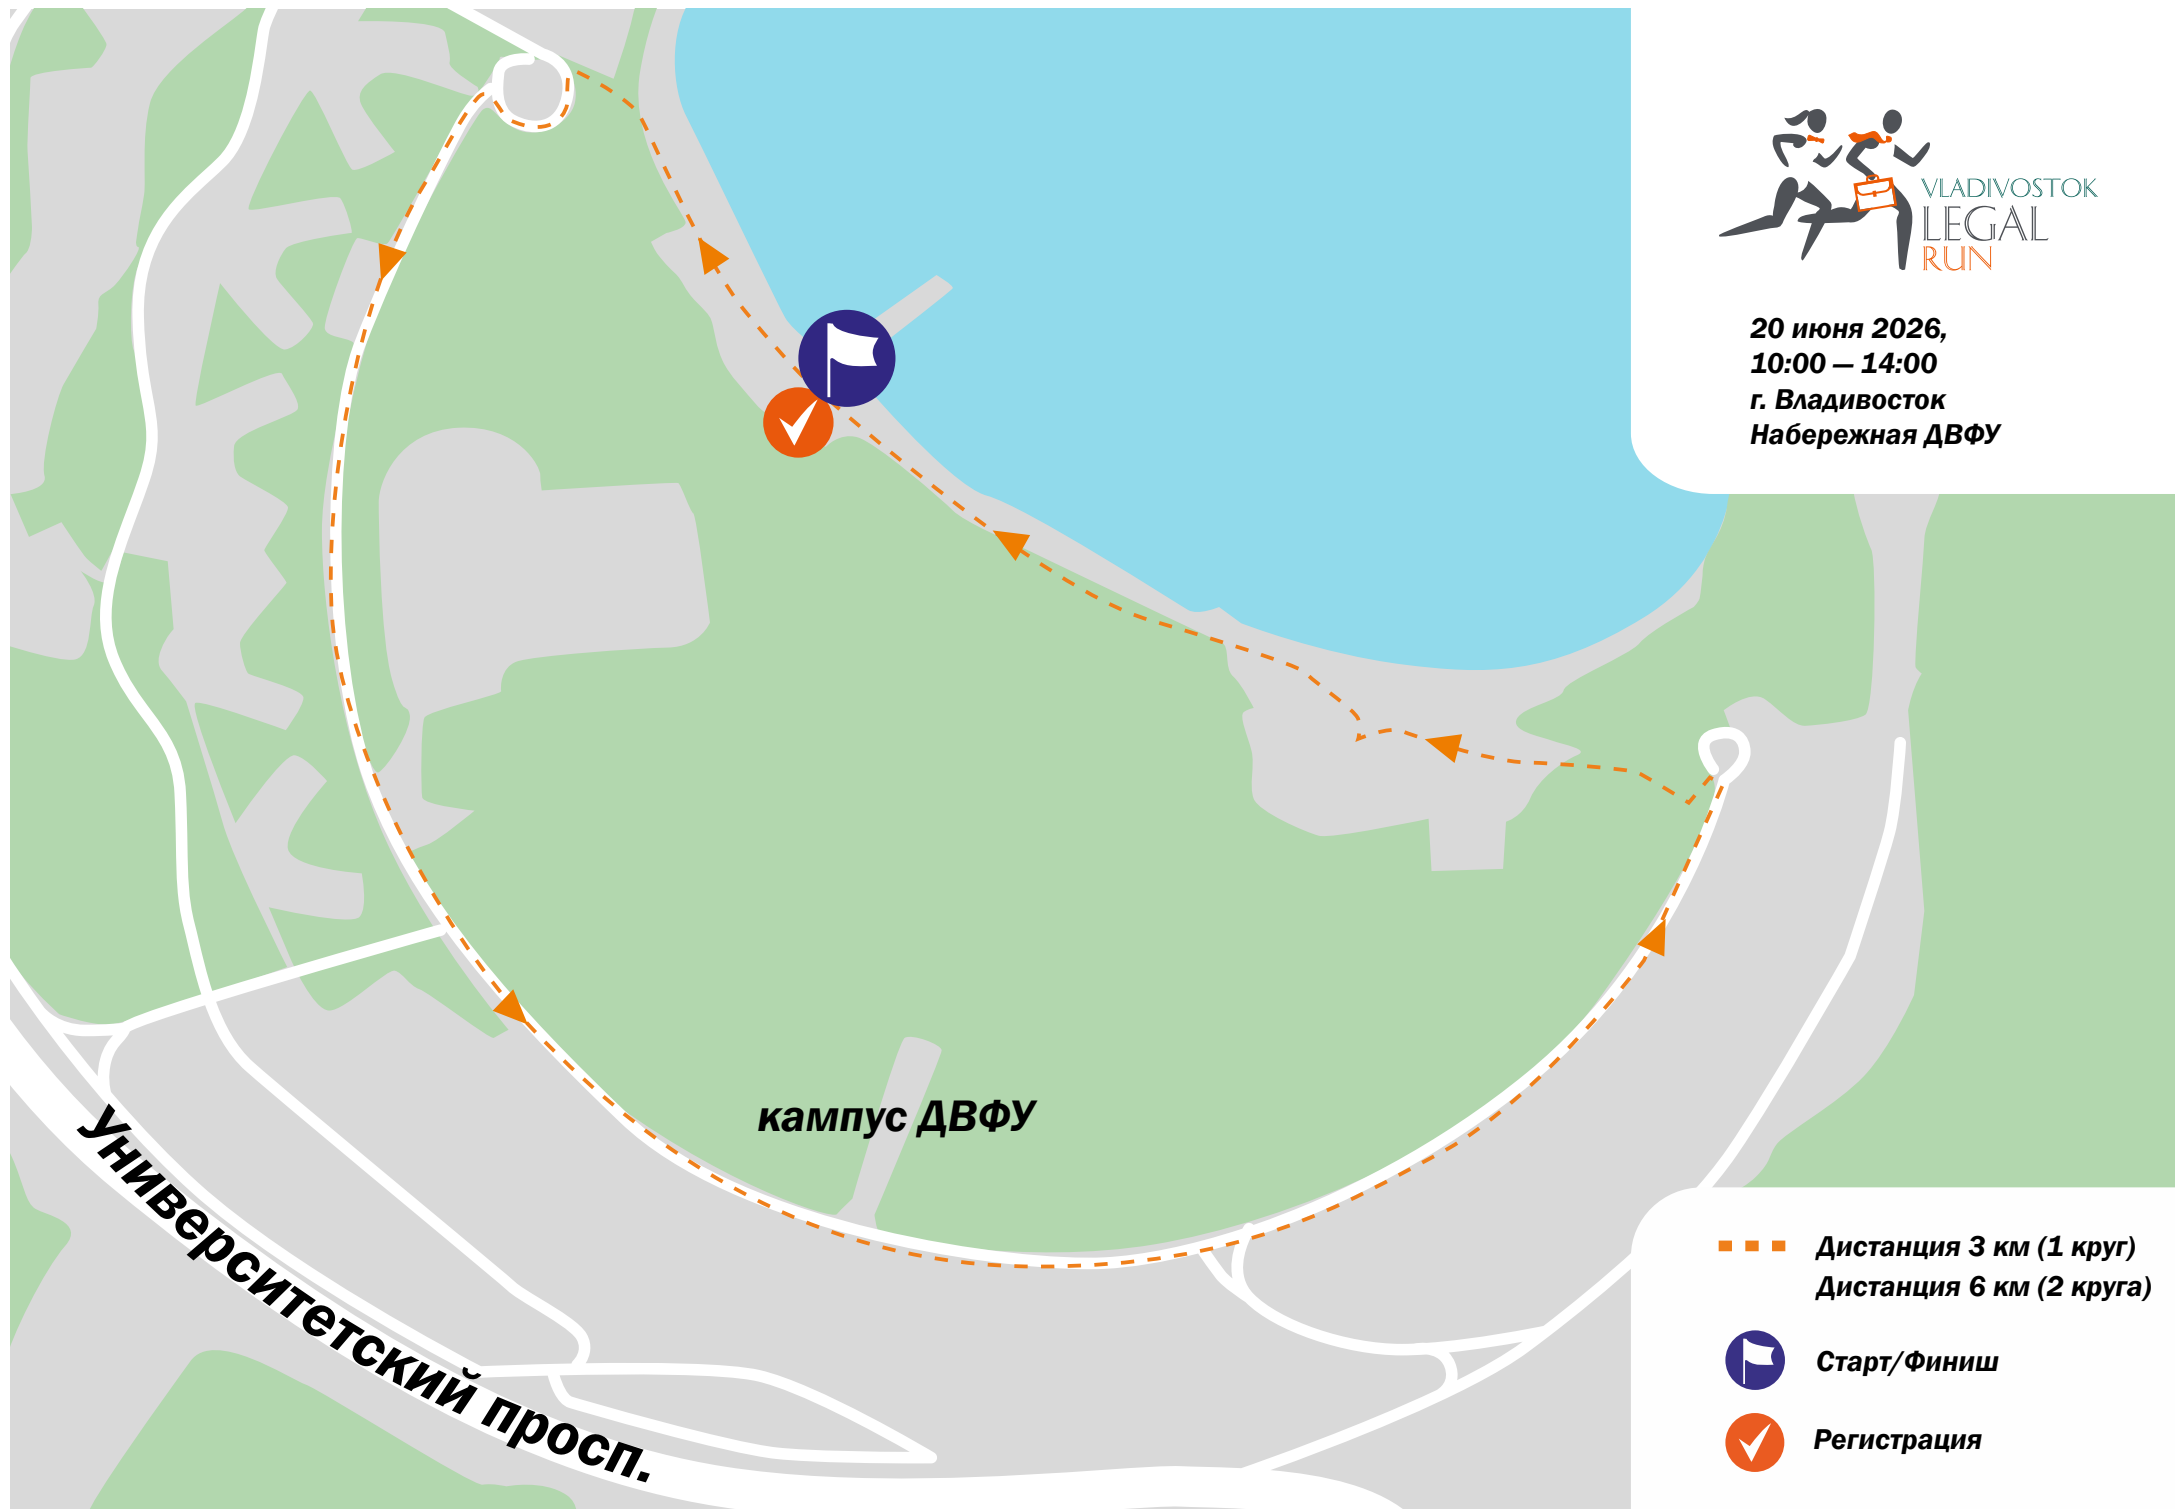 VLADIVOSTOK
LEGAL
RUN
20 июня 2026,
10:00 — 14:00
г. Владивосток
Набережная ДВФУ
кампус ДВФУ
Университетский просп.
Дистанция 3 км (1 круг)
Дистанция 6 км (2 круга)
Старт/Финиш
Регистрация